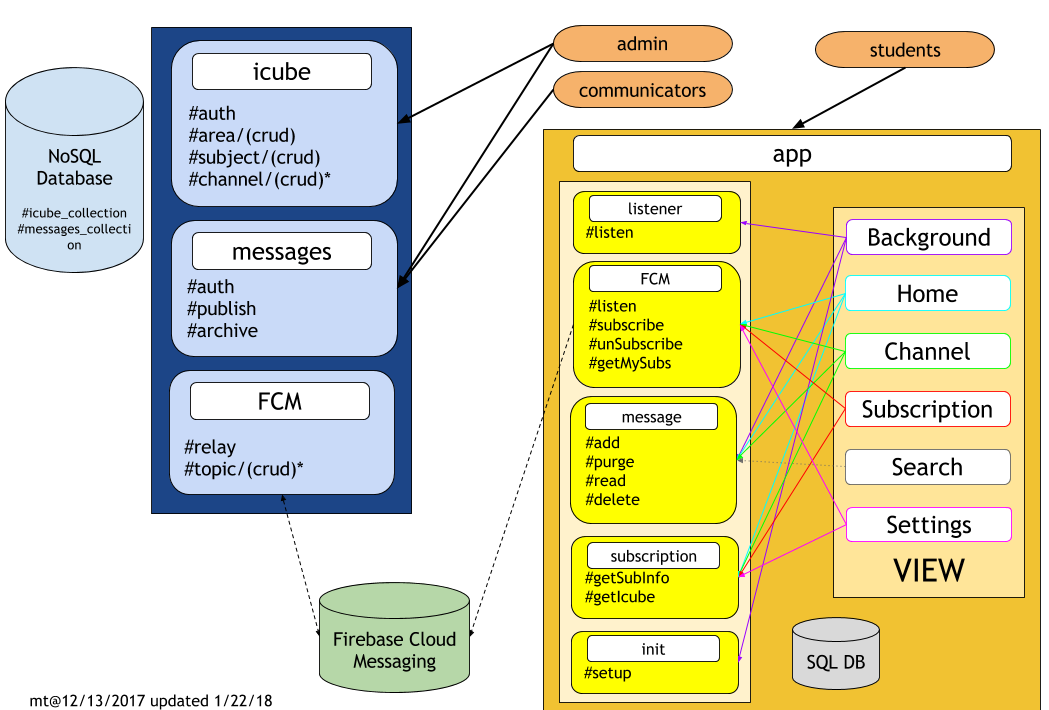 admin
communicators
students
NoSQL
Database
#icube_collection
#messages_collecti
on
icube
#auth
#area/(crud)
#subject/(crud)
#channel/(crud)*
messages
#auth
#publish
#archive
FCM
#relay
#topic/(crud)*
Firebase Cloud
Messaging
app
listener
#listen
FCM
#listen
#subscribe
#unSubscribe
#getMySubs
message
#add
#purge
#read
#delete
subscription
#getSubInfo
#getIcube
init
#setup
Background
Home
Channel
Subscription
Search
Settings
VIEW
SQL DB
mt@12/13/2017 updated 1/22/18